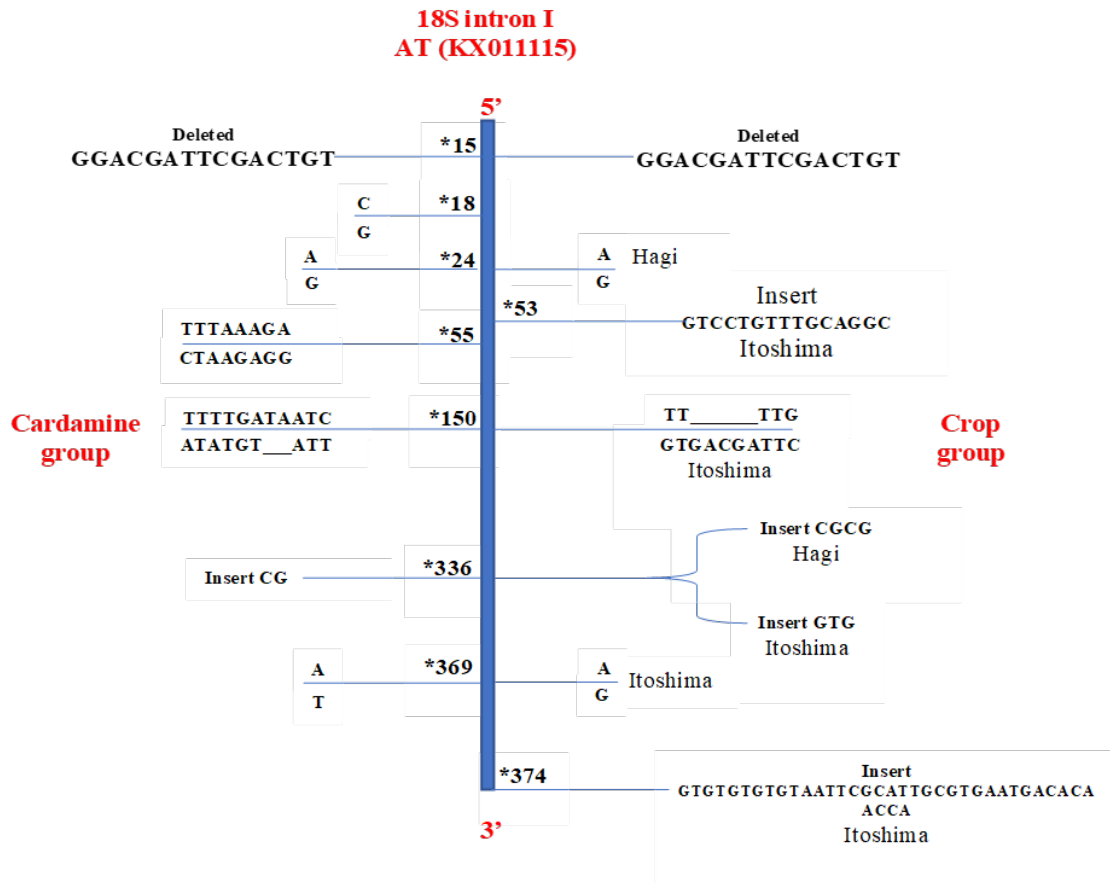 18S intron I
AT (KX011115)
5’
Deleted
GGACGATTCGACTGT
*15
Deleted
GGACGATTCGACTGT
C
G
*18
A
G
*24
A
G
Hagi
*53
Insert
GTCCTGTTTGCAGGC
Itoshima
TTTAAAGA
CTAAGAGG
*55
Cardamine
group
TTTTGATAATC
ATATGT___ATT
*150
TT_______TTG
GTGACGATTC
Itoshima
Crop
group
Insert CG
*336
Insert CGCG
Hagi
Insert GTG
Itoshima
A
T
*369
A
G
Itoshima
*374
Insert
GTGTGTGTGTAATTCGCATTGCGTGAATGACACA
ACCA
Itoshima
3’